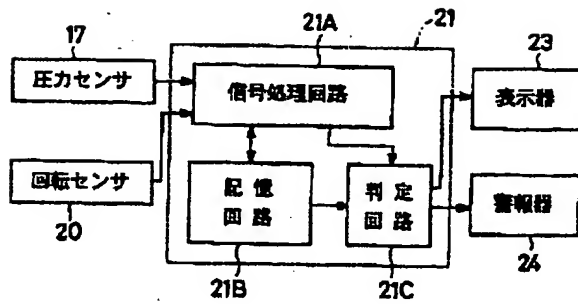 21A
21
17
23
圧力センサ
信号処理回路
表示器
回転センサ
記憶
回路
判定
回路
警報器
20
24
21B
21C